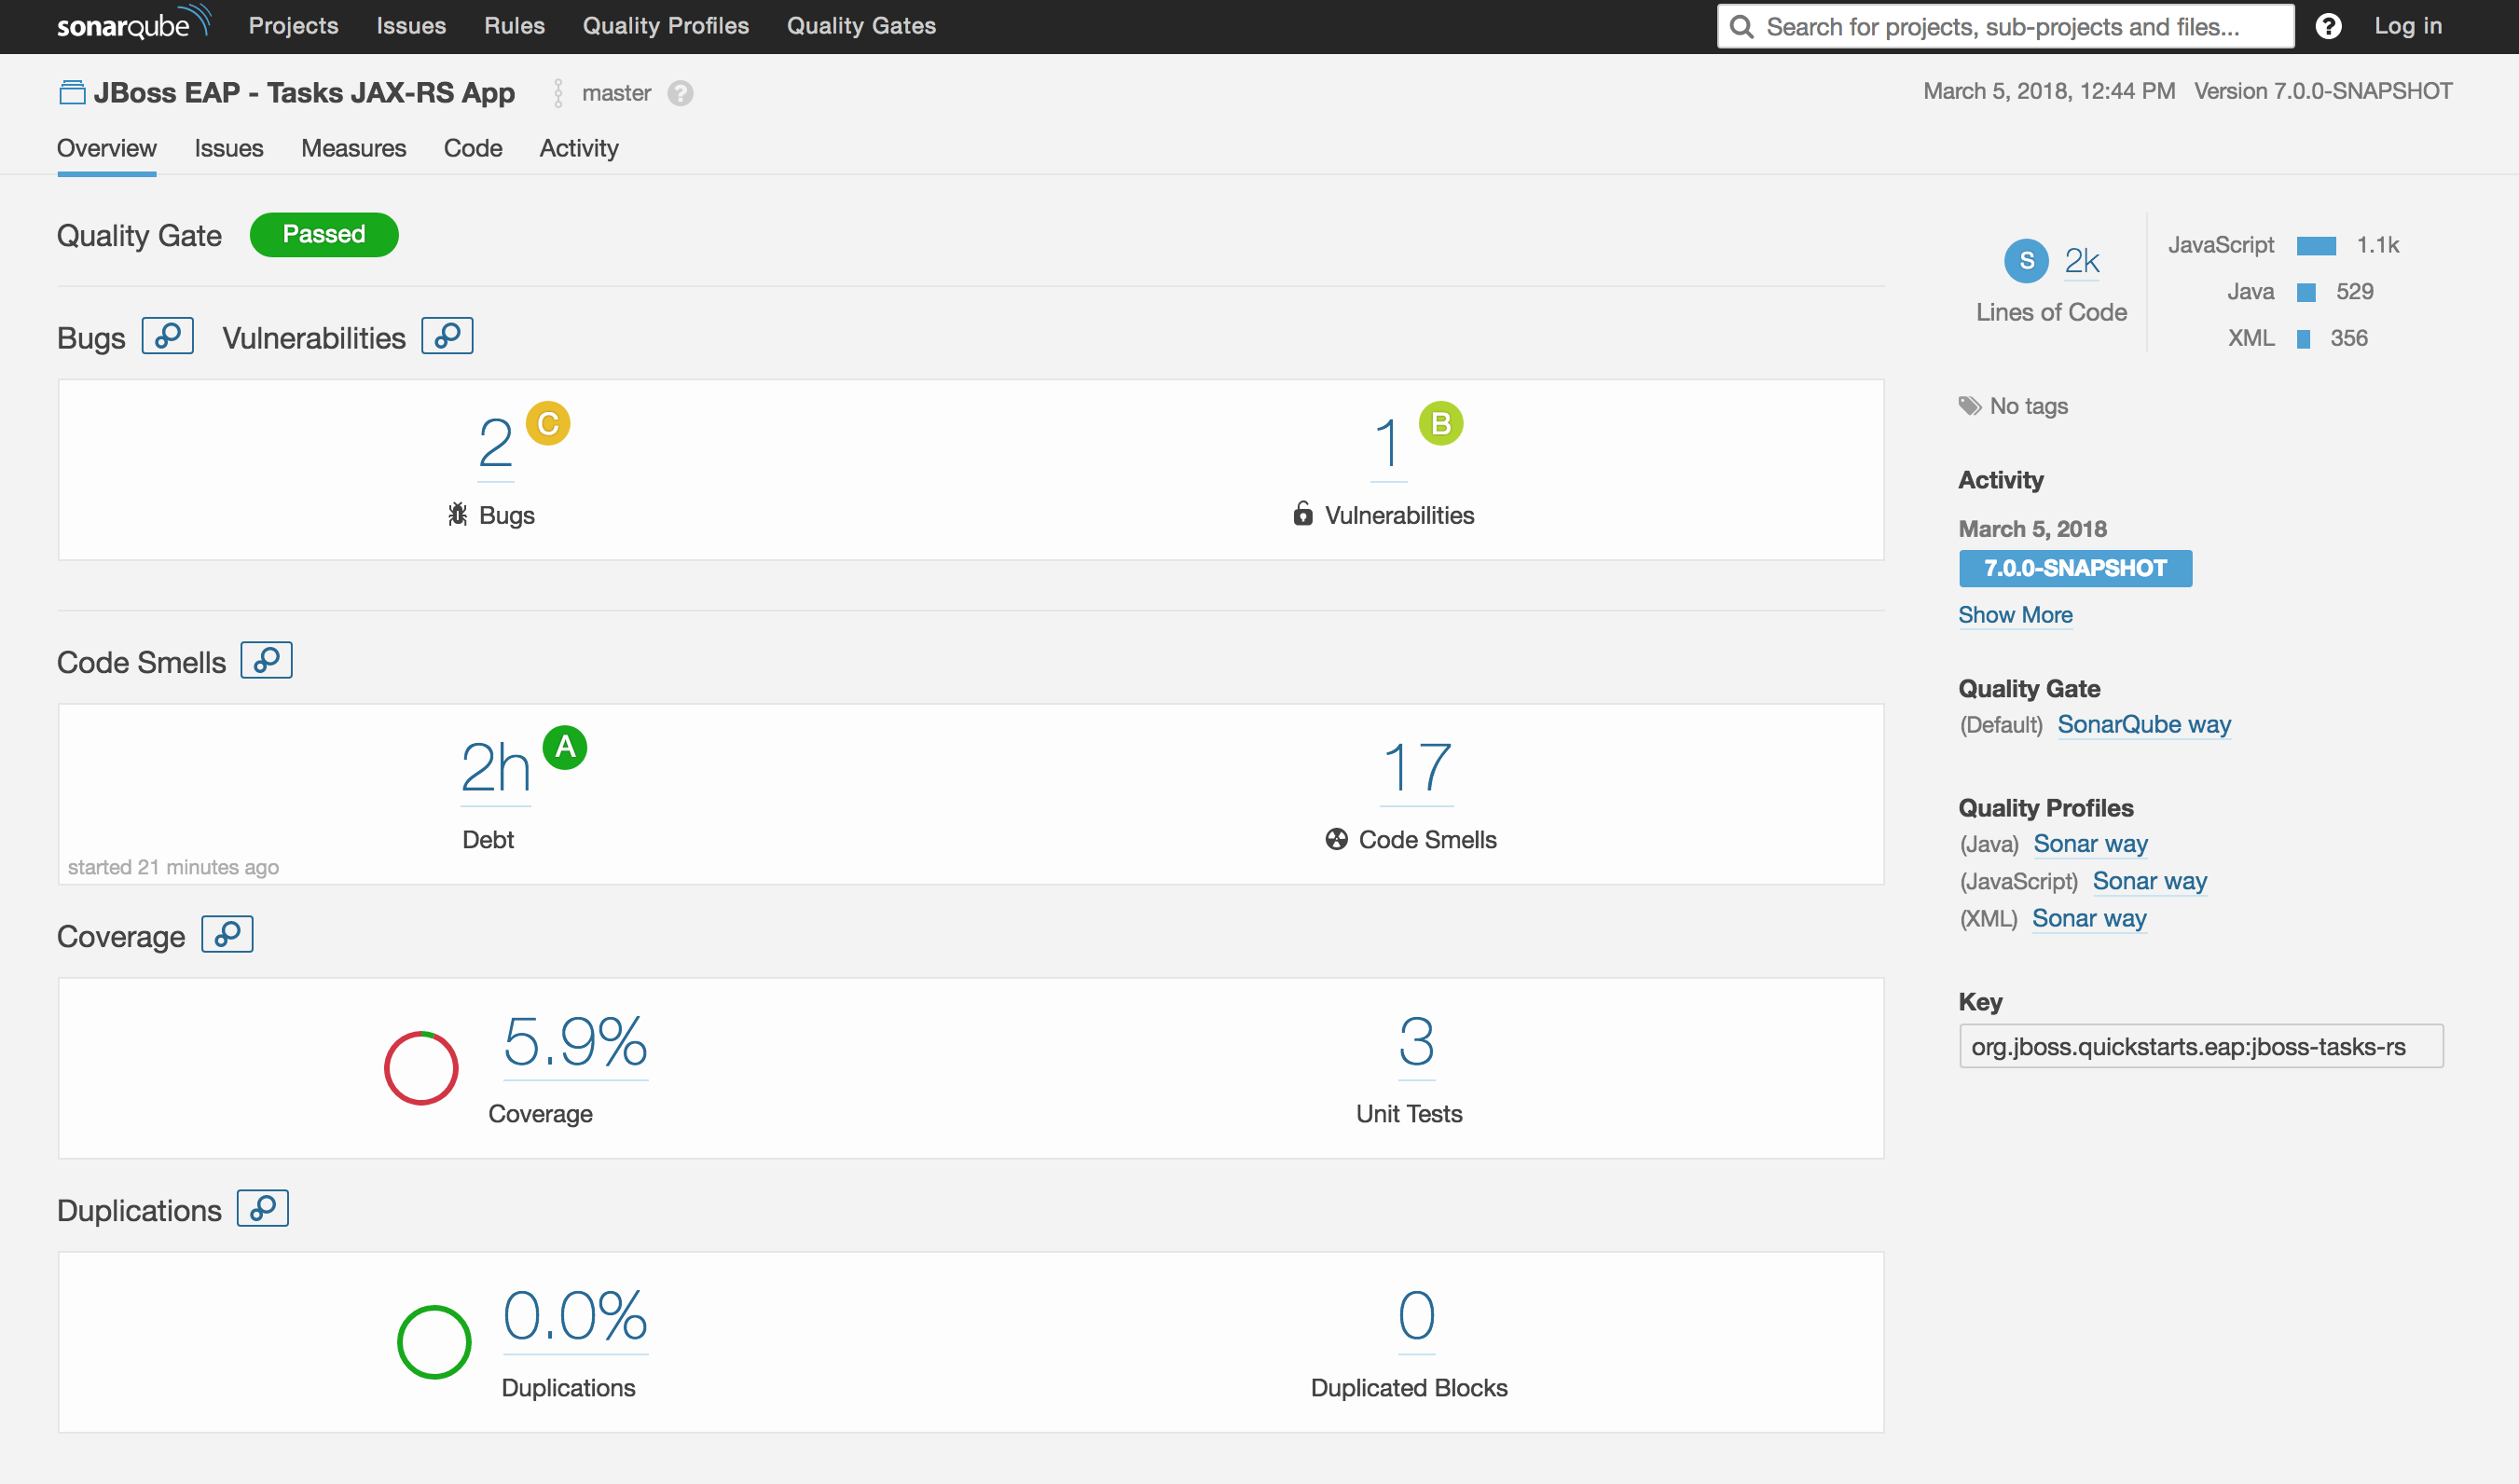 sonarqube Projects Issues Rules Quality Profiles Quality Gates Search for projects, sub-projects and files... ? Log in
JBoss EAP - Tasks JAX-RS App master ? March 5, 2018, 12:44 PM Version 7.0.0-SNAPSHOT
Overview Issues Measures Code Activity
Quality Gate Passed
Bugs Vulnerabilities
2 C 1 B
Bugs Vulnerabilities
Code Smells
2h A 17
Debt Code Smells
started 21 minutes ago
Coverage
5.9% 3
Coverage Unit Tests
Duplications
0.0% 0
Duplications Duplicated Blocks
S 2k
Lines of Code
JavaScript 1.1k
Java 529
XML 356
No tags
Activity
March 5, 2018
7.0.0-SNAPSHOT
Show More
Quality Gate
(Default) SonarQube way
Quality Profiles
(Java) Sonar way
(JavaScript) Sonar way
(XML) Sonar way
Key
org.jboss.quickstarts.eap:jboss-tasks-rs